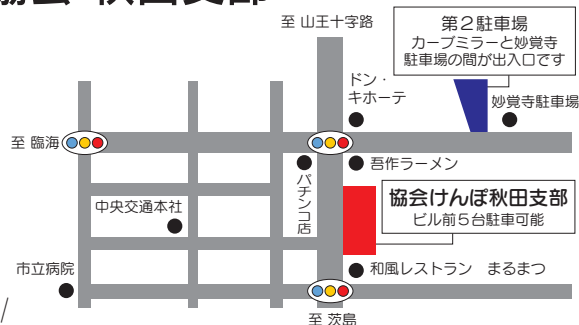 協会 秋田支部
至 山王十字路
第２駐車場
カーブミラーと妙覚寺
駐車場の間が出入口です
ドン・
キホーテ
妙覚寺駐車場
至 臨海
吾作ラーメン
パチンコ店
中央交通本社
協会けんぽ秋田支部
ビル前５台駐車可能
市立病院
和風レストラン　まるまつ
至 茨島